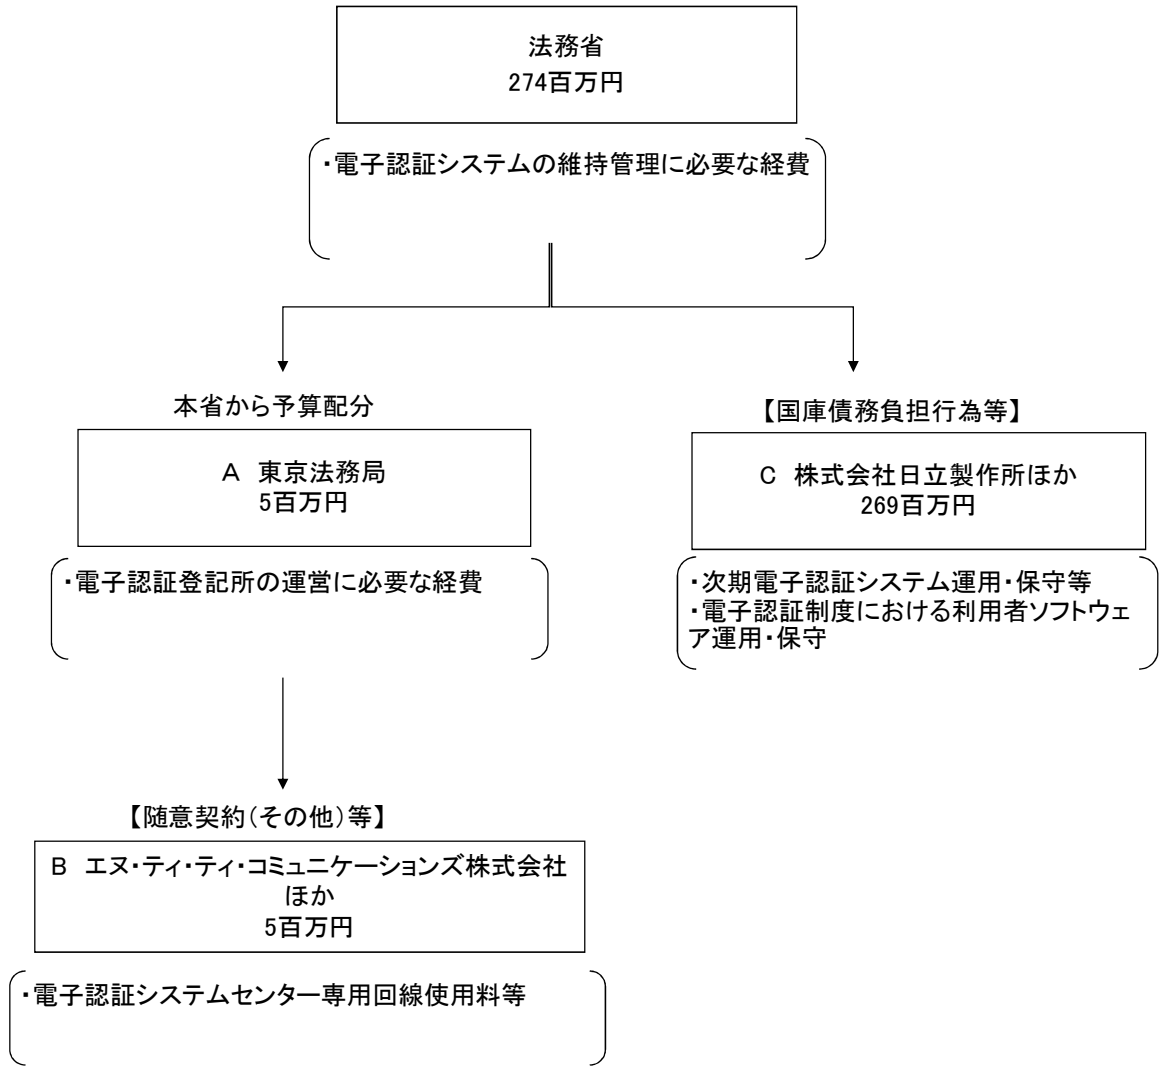 法務省
274百万円
・電子認証システムの維持管理に必要な経費
本省から予算配分
A　東京法務局
5百万円
・電子認証登記所の運営に必要な経費
【国庫債務負担行為等】
C　株式会社日立製作所ほか
269百万円
・次期電子認証システム運用・保守等
・電子認証制度における利用者ソフトウェ
ア運用・保守
【随意契約（その他）等】
B　エヌ・ティ・ティ・コミュニケーションズ株式会社
ほか
5百万円
・電子認証システムセンター専用回線使用料等